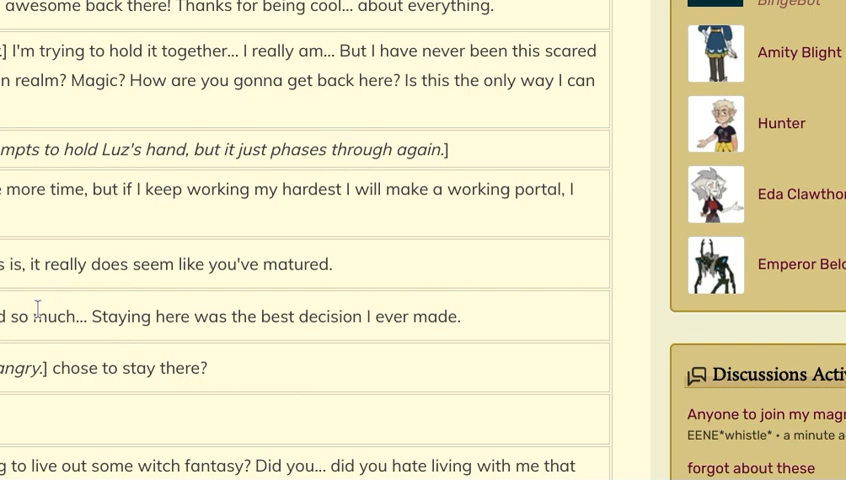 awesome back there! Thanks for being cool... about everything.
.] I'm trying to hold it together... I really am... But I have never been this scared
n realm? Magic? How are you gonna get back here? Is this the only way I can
mpts to hold Luz's hand, but it just phases through again.]
more time, but if I keep working my hardest I will make a working portal, I
s is, it really does seem like you've matured.
d so much... Staying here was the best decision I ever made.
angry.] chose to stay there?
g to live out some witch fantasy? Did you... did you hate living with me that
BingeBot
Amity Blight
Hunter
Eda Clawthor
Emperor Belo
Discussions Activ
Anyone to join my magi
EENE*whistle* • a minute a
forgot about these